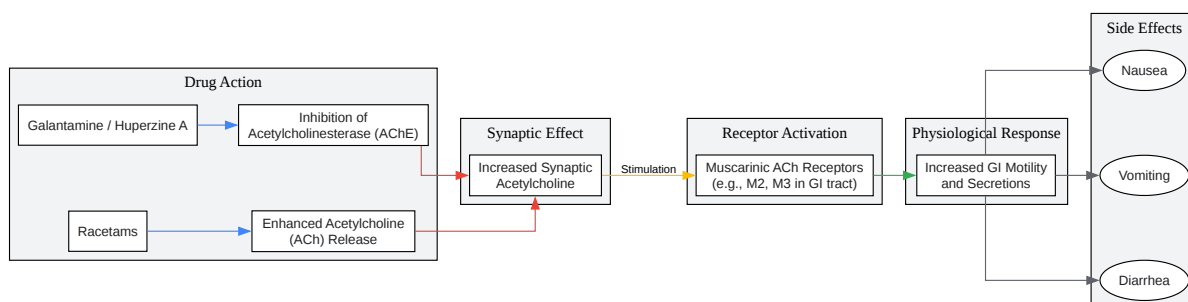 Drug Action
Galantamine / Huperzine A
Inhibition of
Acetylcholinesterase (AChE)
Racetams
Enhanced Acetylcholine
(ACh) Release
Synaptic Effect
Increased Synaptic
Acetylcholine
Stimulation
Receptor Activation
Muscarinic ACh Receptors
(e.g., M2, M3 in GI tract)
Physiological Response
Increased GI Motility
and Secretions
Side Effects
Nausea
Vomiting
Diarrhea